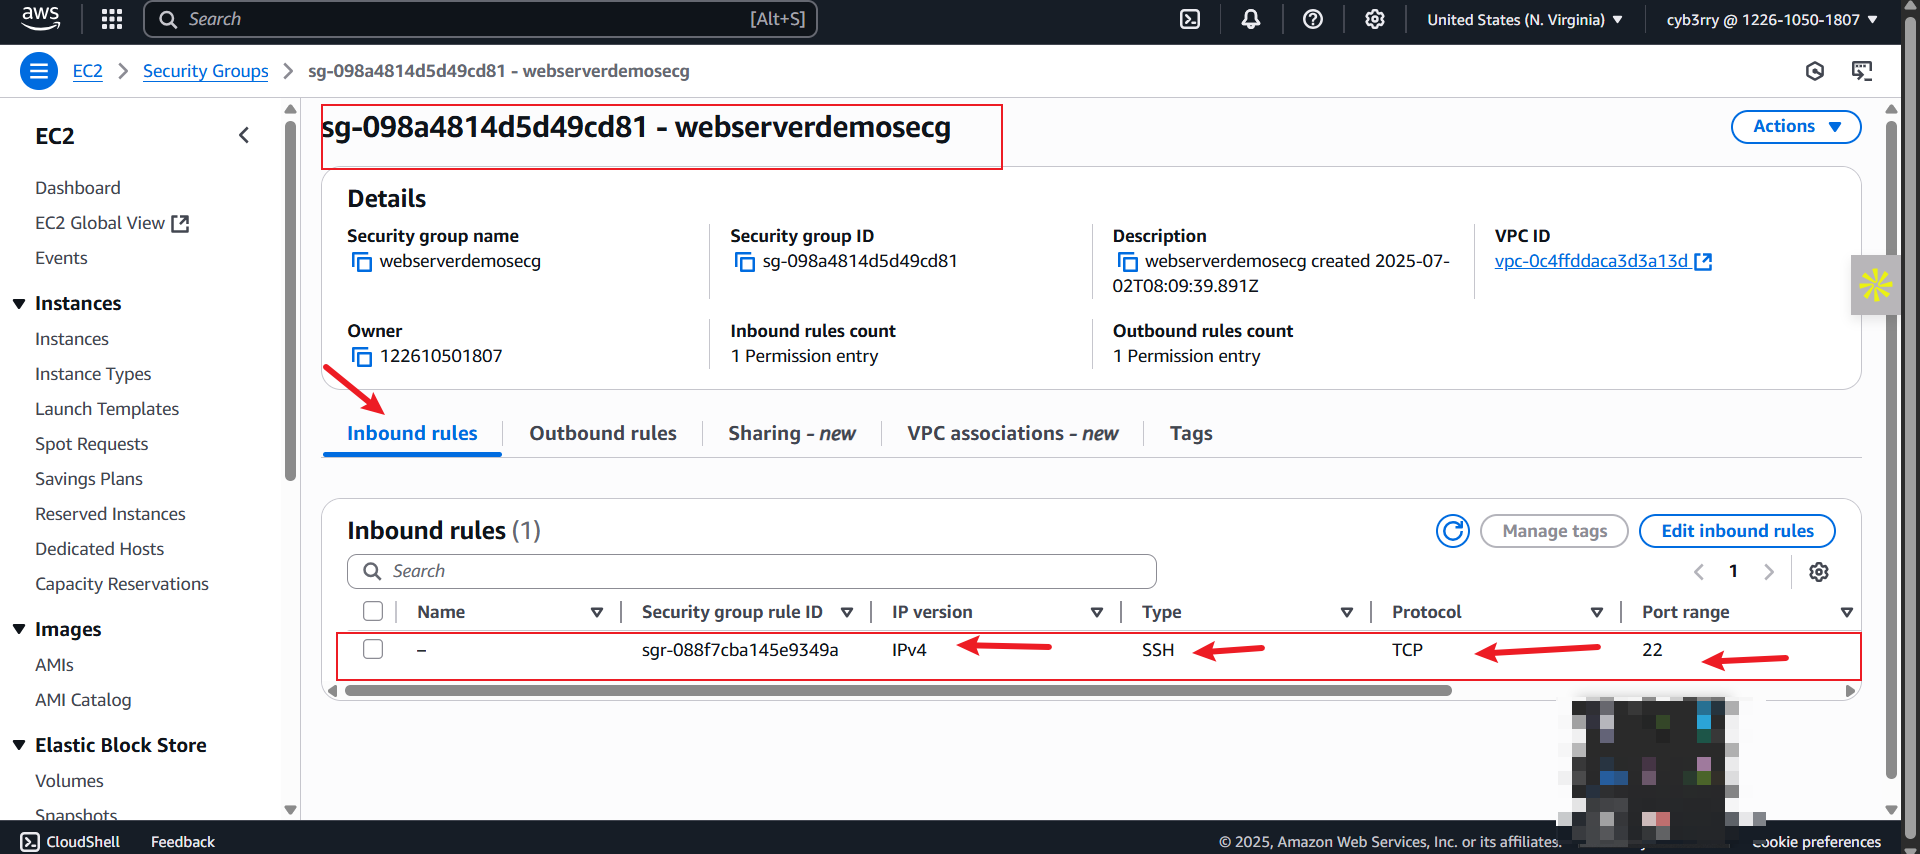 aws Search [Alt+S] United States (N. Virginia) cyb3rry @ 1226-1050-1807
EC2 Security Groups sg-098a4814d5d49cd81 - webserverdemosecg
EC2
Dashboard
EC2 Global View
Events
Instances
Instances
Instance Types
Launch Templates
Spot Requests
Savings Plans
Reserved Instances
Dedicated Hosts
Capacity Reservations
Images
AMIs
AMI Catalog
Elastic Block Store
Volumes
Snapshots
sg-098a4814d5d49cd81 - webserverdemosecg
Actions
Details
Security group name
webserverdemosecg
Security group ID
sg-098a4814d5d49cd81
Description
webserverdemosecg created 2025-07-
02T08:09:39.891Z
VPC ID
vpc-0c4ffddaca3d3a13d
Owner
122610501807
Inbound rules count
1 Permission entry
Outbound rules count
1 Permission entry
Inbound rules Outbound rules Sharing - new VPC associations - new Tags
Inbound rules (1)
Manage tags Edit inbound rules
Search
1
Name Security group rule ID IP version Type Protocol Port range
– sgr-088f7cba145e9349a IPv4 SSH TCP 22
CloudShell Feedback © 2025, Amazon Web Services, Inc. or its affiliates. Cookie preferences